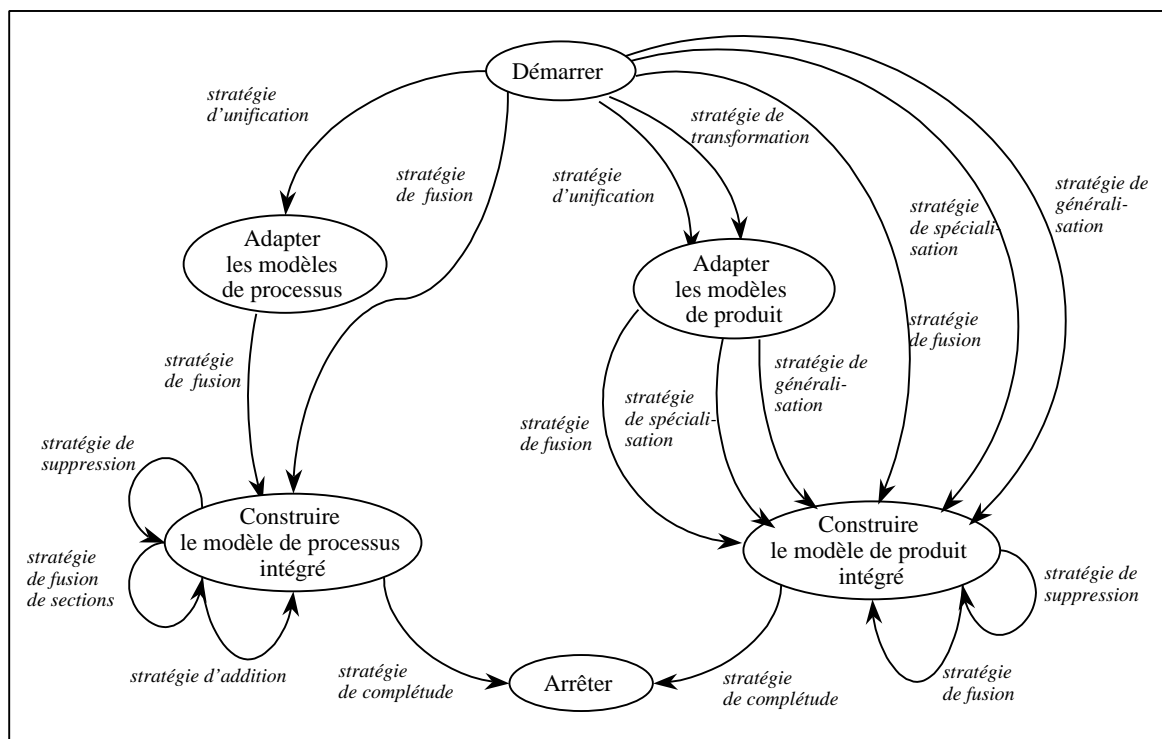 Démarrer
stratégie
d'unification
stratégie de
transformation
stratégie
de fusion
stratégie
d'unification
stratégie
de spéciali-
sation
stratégie de
générali-
sation
Adapter
les modèles
de processus
Adapter
les modèles
de produit
stratégie
de fusion
stratégie
de fusion
stratégie de
générali-
sation
stratégie
de spéciali-
sation
stratégie
de fusion
stratégie de
suppression
Construire
le modèle de processus
intégré
Construire
le modèle de produit
intégré
stratégie
de fusion
de sections
stratégie de
suppression
stratégie d'addition
stratégie
de complétude
Arrêter
stratégie
de complétude
stratégie
de fusion